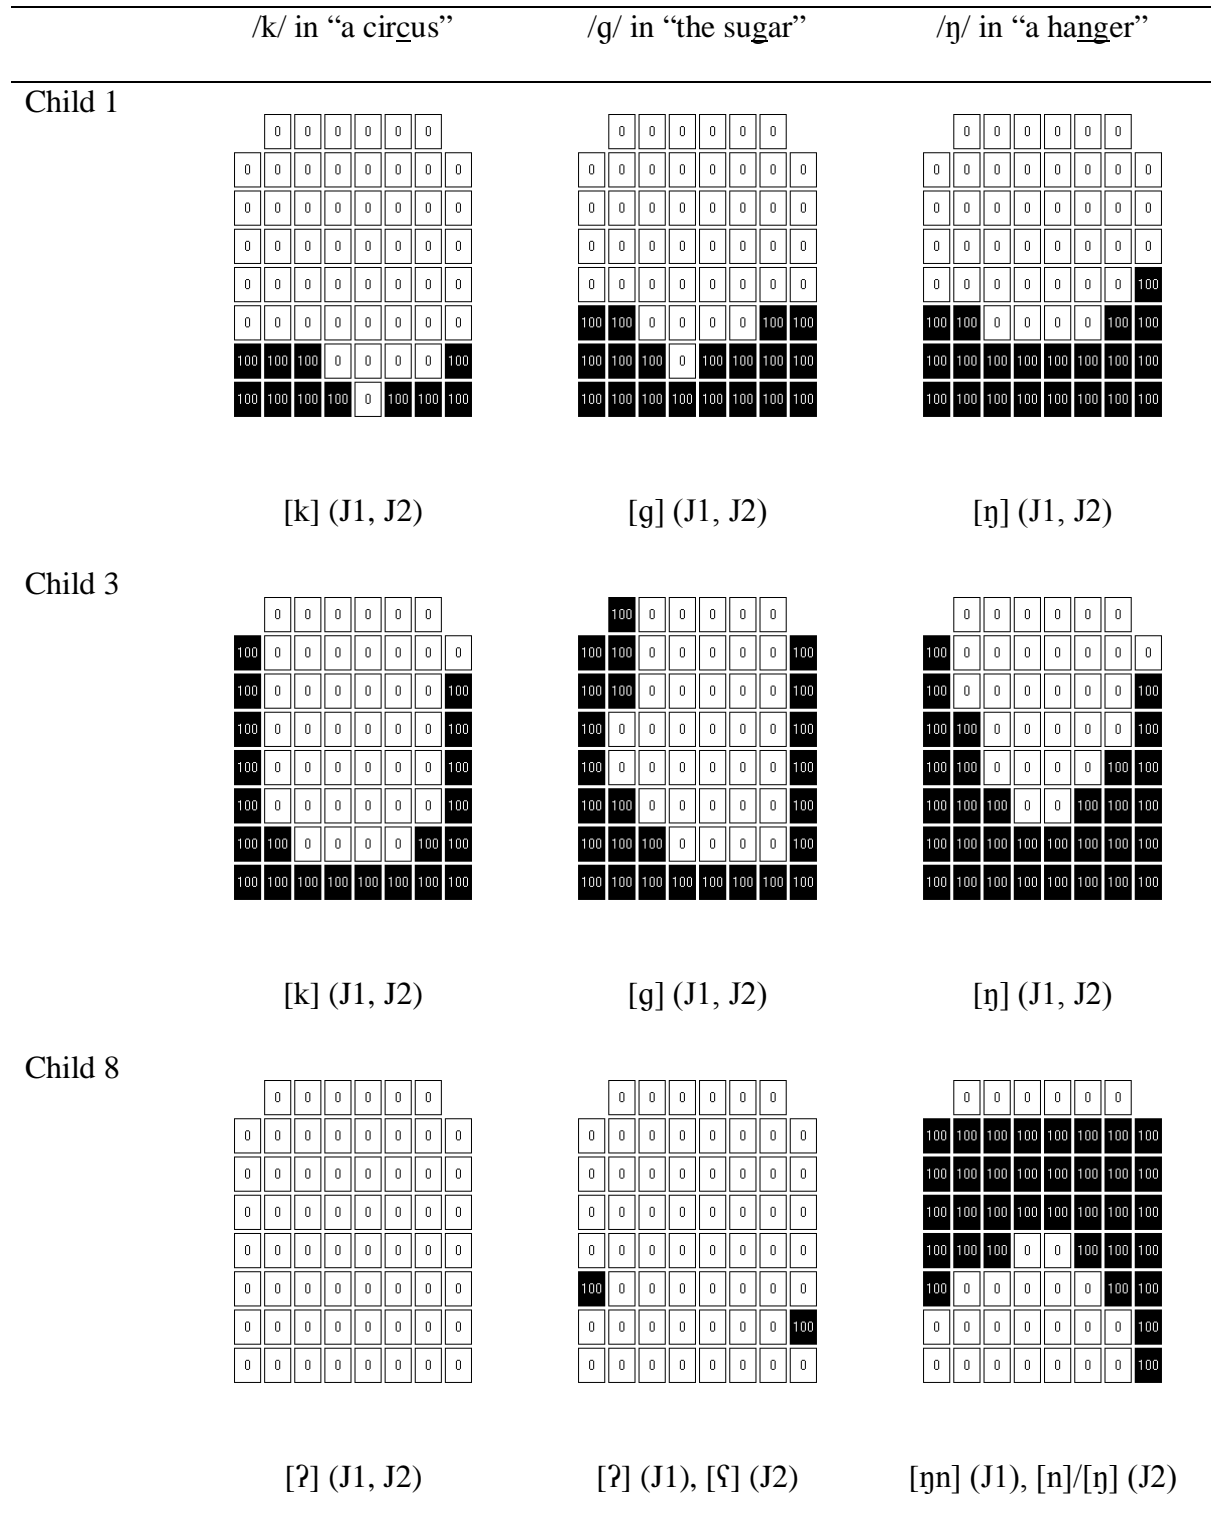 /k/ in “a circus” /ɡ/ in “the sugar” /ŋ/ in “a hanger”
Child 1
0 0 0 0 0 0 0 0 0 0 0 0 0 0 0 0 0 0
0 0 0 0 0 0 0 0 0 0 0 0 0 0 0 0 0 0 0 0 0 0 0 0
0 0 0 0 0 0 0 0 0 0 0 0 0 0 0 0 0 0 0 0 0 0 0 0
0 0 0 0 0 0 0 0 0 0 0 0 0 0 0 0 0 0 0 0 0 0 0 0
0 0 0 0 0 0 0 0 0 0 0 0 0 0 0 0 0 0 0 0 0 0 0 100
0 0 0 0 0 0 0 0 100 100 0 0 0 0 100 100 100 100 0 0 0 0 100 100
100 100 100 0 0 0 0 100 100 100 100 0 100 100 100 100 100 100 100 100 100 100 100 100
100 100 100 100 0 100 100 100 100 100 100 100 100 100 100 100 100 100 100 100 100 100 100 100
[k] (J1, J2) [ɡ] (J1, J2) [ŋ] (J1, J2)
Child 3
0 0 0 0 0 0 100 0 0 0 0 0 0 0 0 0 0 0
100 0 0 0 0 0 0 0 100 100 0 0 0 0 0 100 100 0 0 0 0 0 0 0
100 0 0 0 0 0 0 100 100 100 0 0 0 0 0 100 100 0 0 0 0 0 0 100
100 0 0 0 0 0 0 100 100 0 0 0 0 0 0 100 100 100 0 0 0 0 0 100
100 0 0 0 0 0 0 100 100 0 0 0 0 0 0 100 100 100 0 0 0 0 100 100
100 0 0 0 0 0 0 100 100 100 0 0 0 0 0 100 100 100 100 0 0 100 100 100
100 100 0 0 0 0 100 100 100 100 100 0 0 0 0 100 100 100 100 100 100 100 100 100
100 100 100 100 100 100 100 100 100 100 100 100 100 100 100 100 100 100 100 100 100 100 100 100
[k] (J1, J2) [ɡ] (J1, J2) [ŋ] (J1, J2)
Child 8
0 0 0 0 0 0 0 0 0 0 0 0 0 0 0 0 0 0
0 0 0 0 0 0 0 0 0 0 0 0 0 0 0 0 100 100 100 100 100 100 100 100
0 0 0 0 0 0 0 0 0 0 0 0 0 0 0 0 100 100 100 100 100 100 100 100
0 0 0 0 0 0 0 0 0 0 0 0 0 0 0 0 100 100 100 100 100 100 100 100
0 0 0 0 0 0 0 0 0 0 0 0 0 0 0 0 100 100 100 0 0 100 100 100
0 0 0 0 0 0 0 0 100 0 0 0 0 0 0 0 100 0 0 0 0 0 100 100
0 0 0 0 0 0 0 0 0 0 0 0 0 0 0 100 0 0 0 0 0 0 0 100
0 0 0 0 0 0 0 0 0 0 0 0 0 0 0 0 0 0 0 0 0 0 0 100
[ʔ] (J1, J2) [ʔ] (J1), [ʕ] (J2) [ŋn] (J1), [n]/[ŋ] (J2)